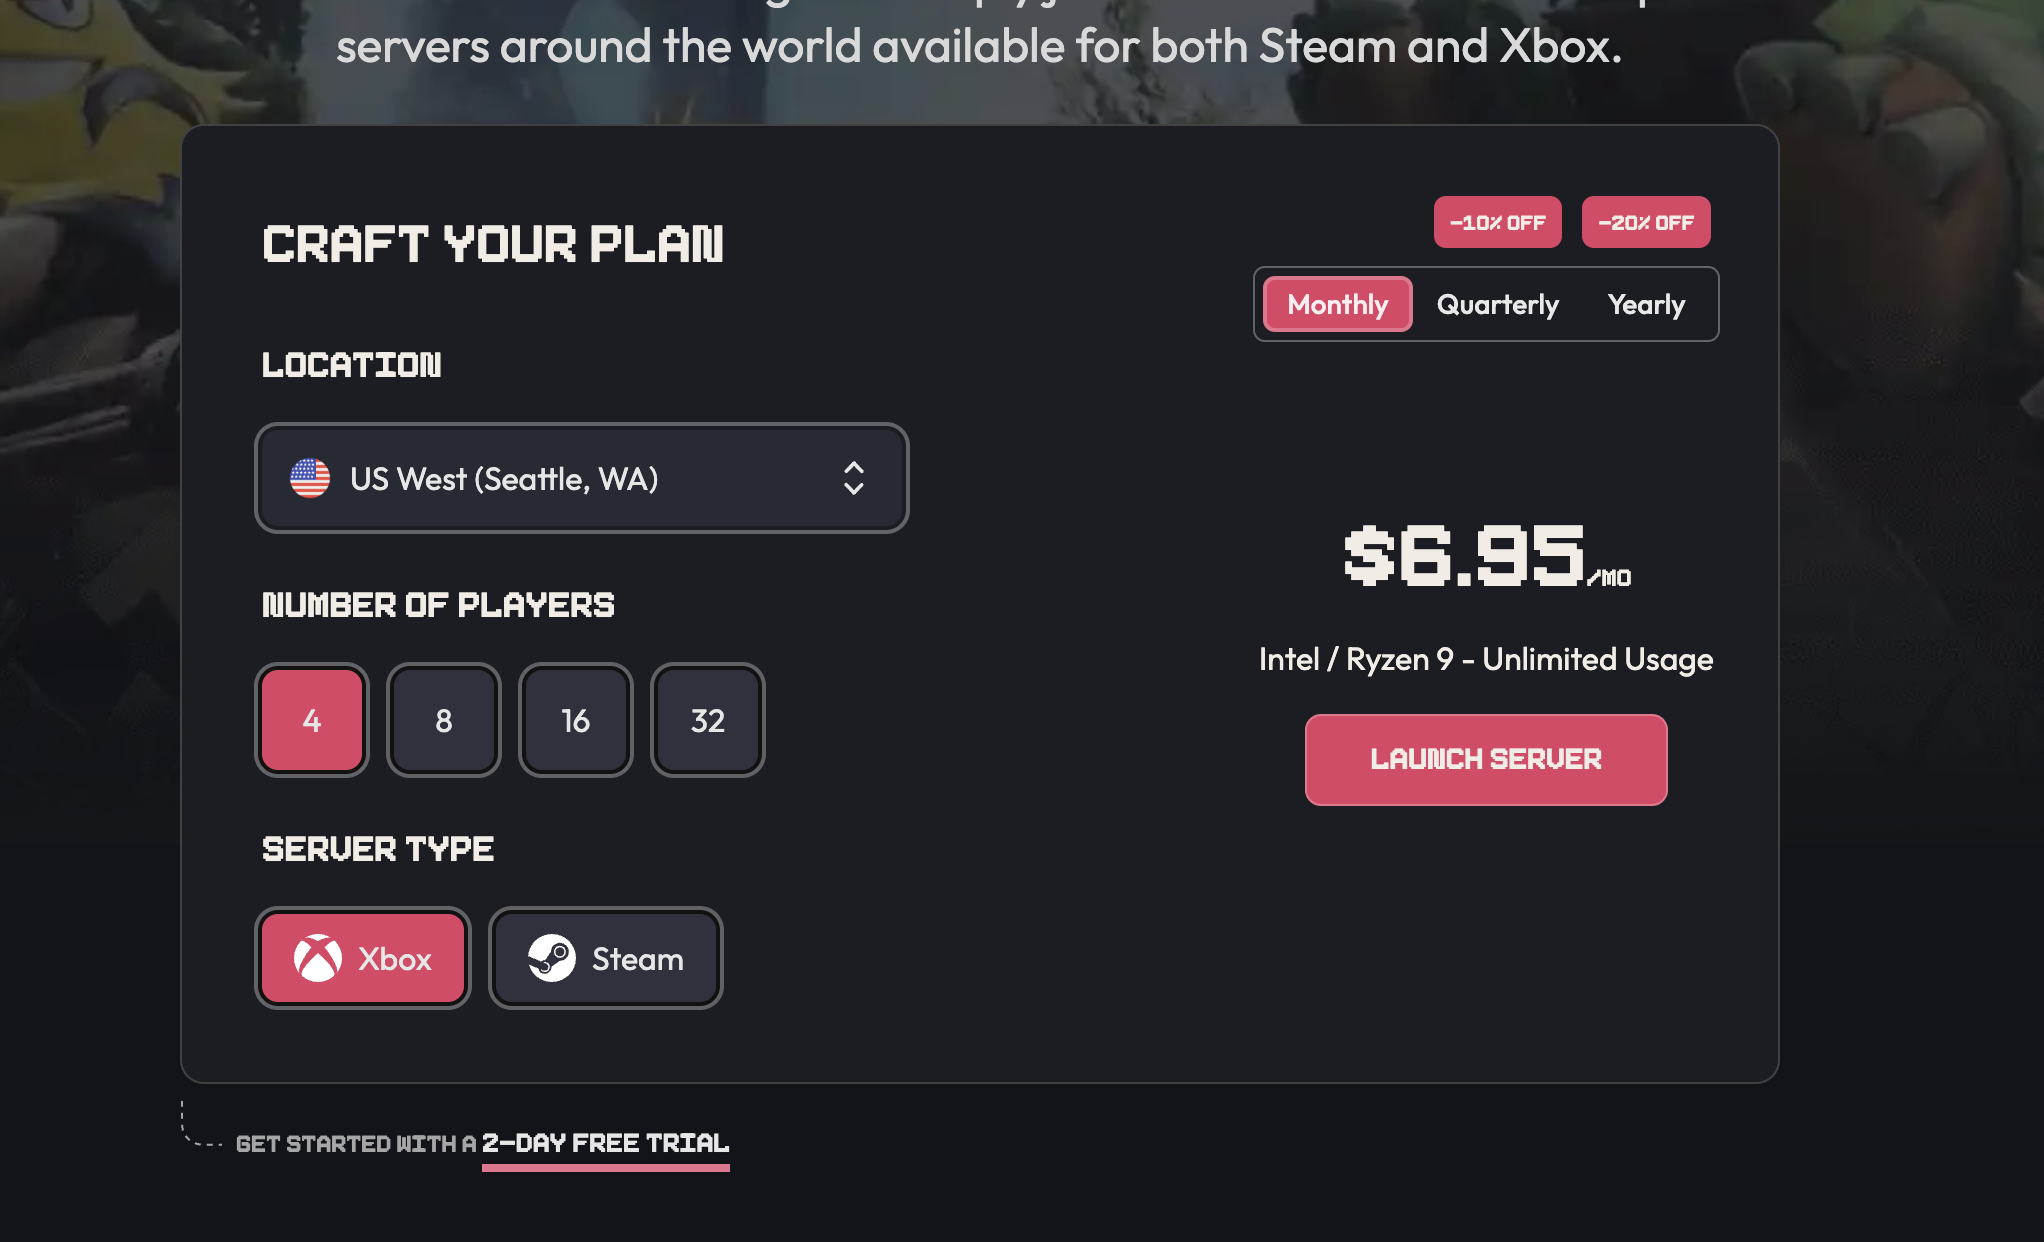 servers around the world available for both Steam and Xbox.
CRAFT YOUR PLAN
-10% OFF
-20% OFF
Monthly
Quarterly
Yearly
LOCATION
US West (Seattle, WA)
NUMBER OF PLAYERS
4
8
16
32
SERVER TYPE
Xbox
Steam
$6.95/MO
Intel / Ryzen 9 - Unlimited Usage
LAUNCH SERVER
GET STARTED WITH A 2-DAY FREE TRIAL